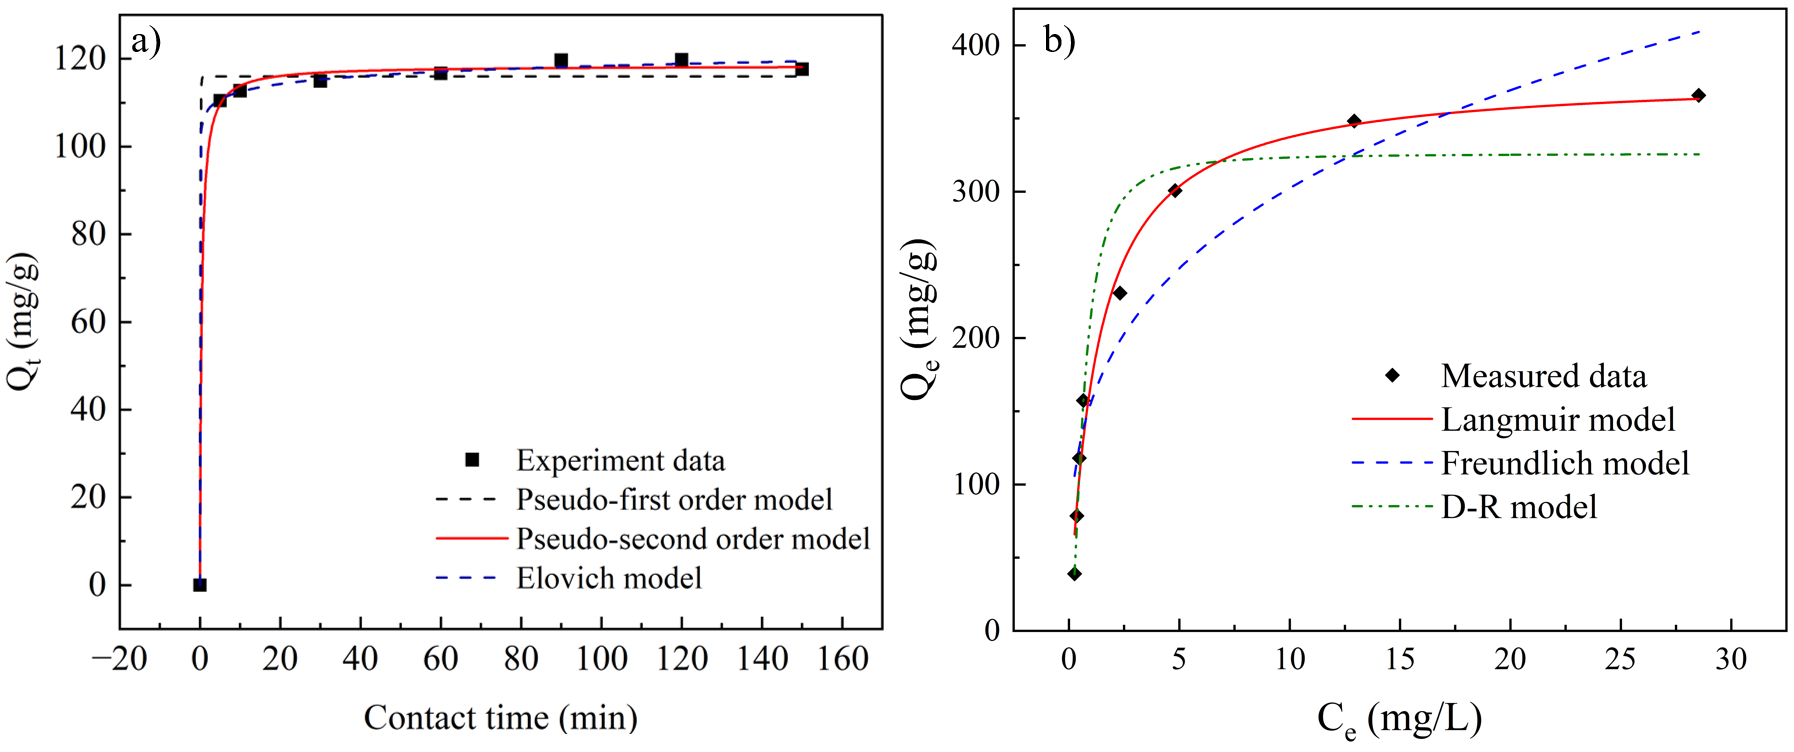 a)
120
100
80
60
40
20
0
Qt (mg/g)
Experiment data
Pseudo-first order model
Pseudo-second order model
Elovich model
−20 0 20 40 60 80 100 120 140 160
Contact time (min)
b)
400
300
200
100
0
Qe (mg/g)
Measured data
Langmuir model
Freundlich model
D-R model
0 5 10 15 20 25 30
Ce (mg/L)